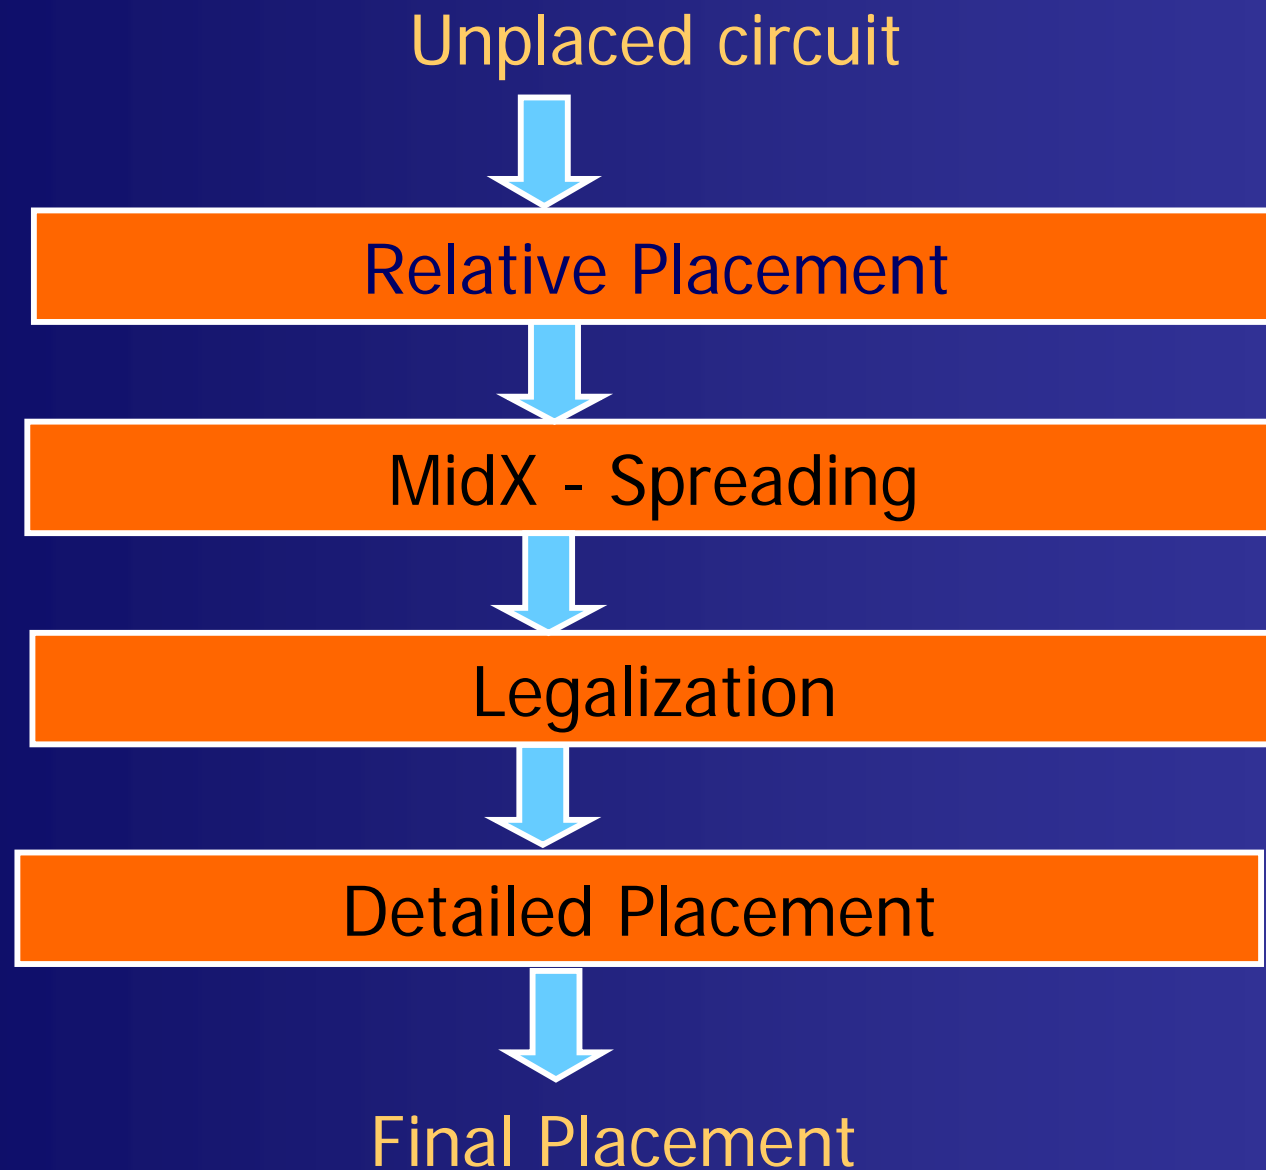 Unplaced circuit
Relative Placement
MidX - Spreading
Legalization
Detailed Placement
Final Placement